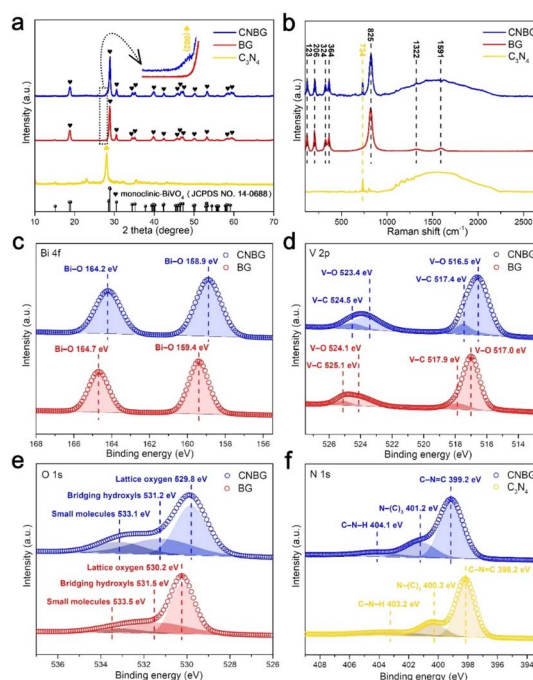 a
(002)
CNBG
BG
C₃N₄
Intensity (a.u.)
monoclinic-BiVO₄ (JCPDS NO. 14-0688)
10 20 30 40 50 60 70
2 theta (degree)
b
123
206
324
364
734
825
1322
1591
CNBG
BG
C₃N₄
Intensity (a.u.)
500 1000 1500 2000 2500
Raman shift (cm⁻¹)
c
Bi 4f
CNBG
BG
Bi–O 164.2 eV
Bi–O 158.9 eV
Bi–O 164.7 eV
Bi–O 159.4 eV
Intensity (a.u.)
168 166 164 162 160 158 156
Binding energy (eV)
d
V 2p
CNBG
BG
V–O 516.5 eV
V–O 523.4 eV
V–C 517.4 eV
V–C 524.5 eV
V–O 524.1 eV
V–O 517.0 eV
V–C 525.1 eV
V–C 517.9 eV
Intensity (a.u.)
526 524 522 520 518 516 514
Binding energy (eV)
e
O 1s
CNBG
BG
Lattice oxygen 529.8 eV
Bridging hydroxyls 531.2 eV
Small molecules 533.1 eV
Lattice oxygen 530.2 eV
Bridging hydroxyls 531.5 eV
Small molecules 533.5 eV
Intensity (a.u.)
536 534 532 530 528 526
Binding energy (eV)
f
N 1s
CNBG
C₃N₄
C–N=C 399.2 eV
N–(C)₃ 401.2 eV
C–N–H 404.1 eV
C–N=C 398.2 eV
N–(C)₃ 400.3 eV
C–N–H 403.2 eV
Intensity (a.u.)
408 406 404 402 400 398 396 394
Binding energy (eV)